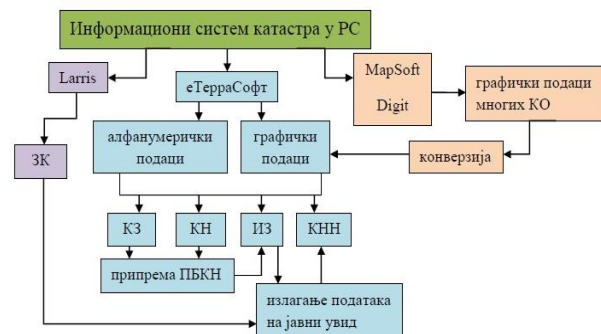 Информациони систем катастра у РС
Larris
еТерраСофт
MapSoft
Digit
графички подаци
многих КО
алфанумерички
подаци
графички
подаци
конверзија
ЗК
КЗ
КН
ИЗ
КНН
припрема ПБКН
излагање података
на јавни увид